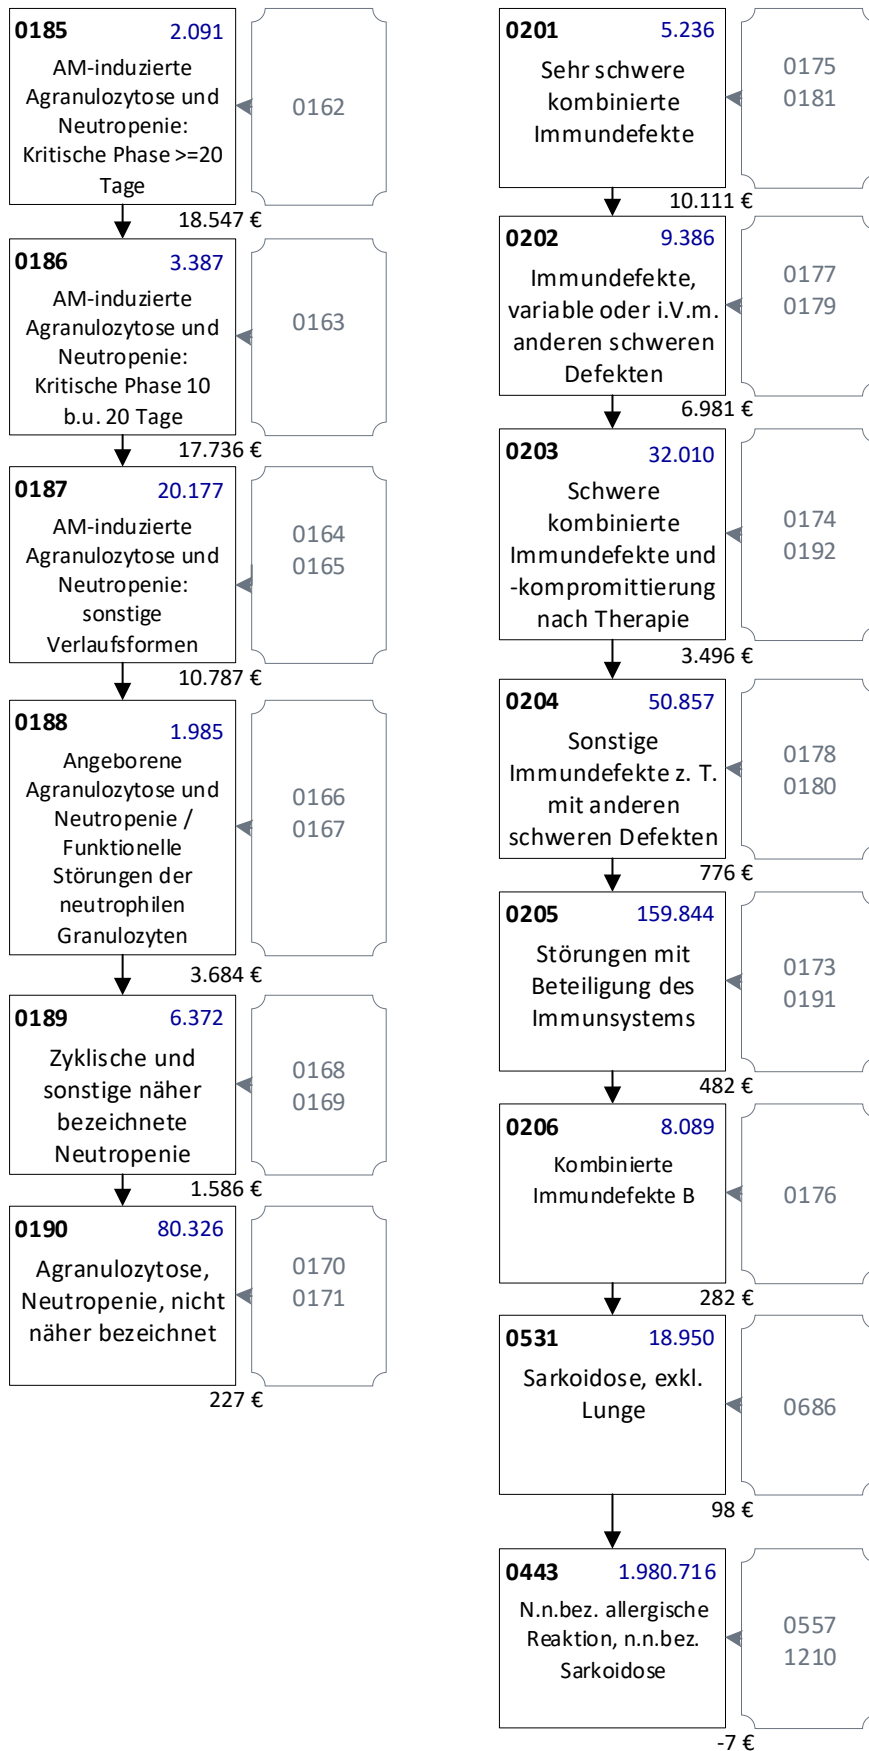 0185 2.091
AM-induzierte
Agranulozytose und
Neutropenie:
Kritische Phase >=20
Tage
0162
18.547 €
0186 3.387
AM-induzierte
Agranulozytose und
Neutropenie:
Kritische Phase 10
b.u. 20 Tage
0163
17.736 €
0187 20.177
AM-induzierte
Agranulozytose und
Neutropenie:
sonstige
Verlaufsformen
0164
0165
10.787 €
0188 1.985
Angeborene
Agranulozytose und
Neutropenie /
Funktionelle
Störungen der
neutrophilen
Granulozyten
0166
0167
3.684 €
0189 6.372
Zyklische und
sonstige näher
bezeichnete
Neutropenie
0168
0169
1.586 €
0190 80.326
Agranulozytose,
Neutropenie, nicht
näher bezeichnet
0170
0171
227 €
0201 5.236
Sehr schwere
kombinierte
Immundefekte
0175
0181
10.111 €
0202 9.386
Immundefekte,
variable oder i.V.m.
anderen schweren
Defekten
0177
0179
6.981 €
0203 32.010
Schwere
kombinierte
Immundefekte und
-kompromittierung
nach Therapie
0174
0192
3.496 €
0204 50.857
Sonstige
Immundefekte z. T.
mit anderen
schweren Defekten
0178
0180
776 €
0205 159.844
Störungen mit
Beteiligung des
Immunsystems
0173
0191
482 €
0206 8.089
Kombinierte
Immundefekte B
0176
282 €
0531 18.950
Sarkoidose, exkl.
Lunge
0686
98 €
0443 1.980.716
N.n.bez. allergische
Reaktion, n.n.bez.
Sarkoidose
0557
1210
-7 €